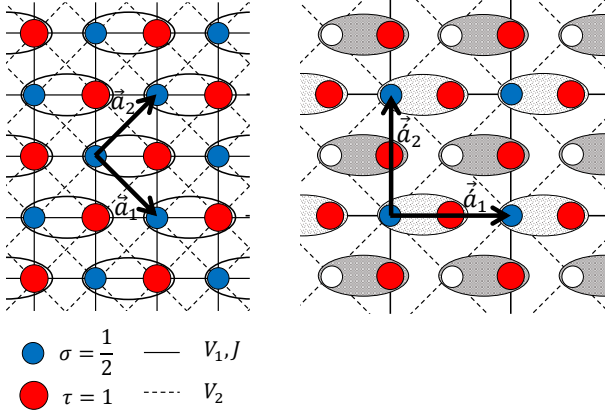 a⃗₂
a⃗₁
a⃗́₂
a⃗́₁
σ = 1/2
V₁, J
τ = 1
V₂